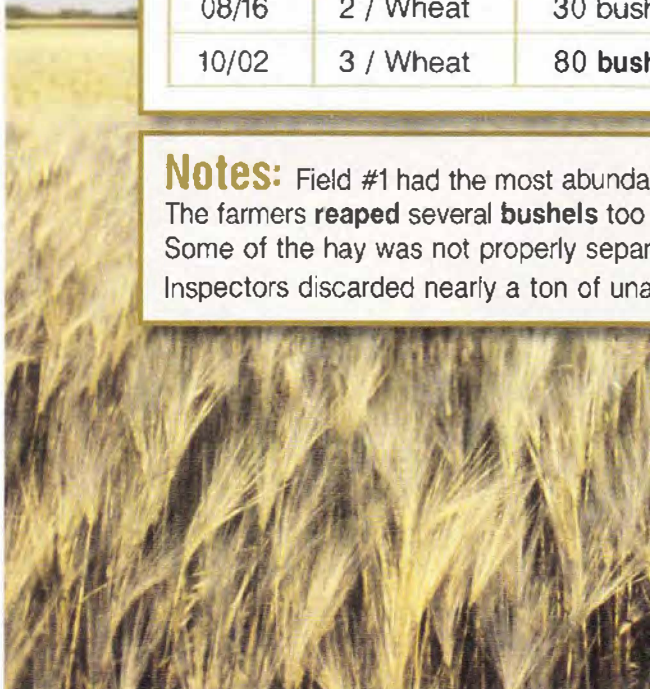 08/16 2 / Wheat 30 bush
10/02 3 / Wheat 80 bush
Notes: Field #1 had the most abunda
The farmers reaped several bushels too
Some of the hay was not properly separ
Inspectors discarded nearly a ton of una